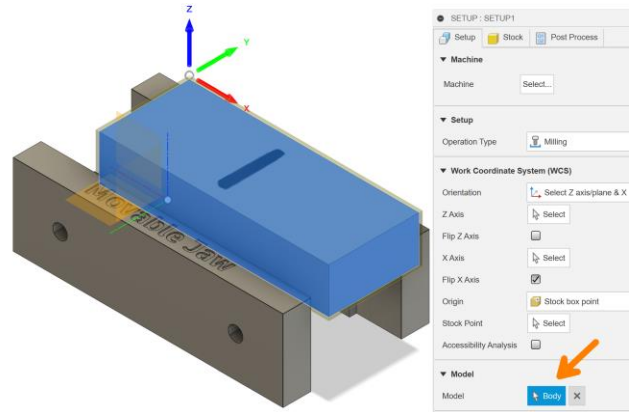 Z
Y
X
Movable Jaw
SETUP : SETUP1
Setup Stock Post Process
Machine
Machine Select...
Setup
Operation Type Milling
Work Coordinate System (WCS)
Orientation Select Z axis/plane & X
Z Axis Select
Flip Z Axis
X Axis Select
Flip X Axis
Origin Stock box point
Stock Point Select
Accessibility Analysis
Model
Model Body